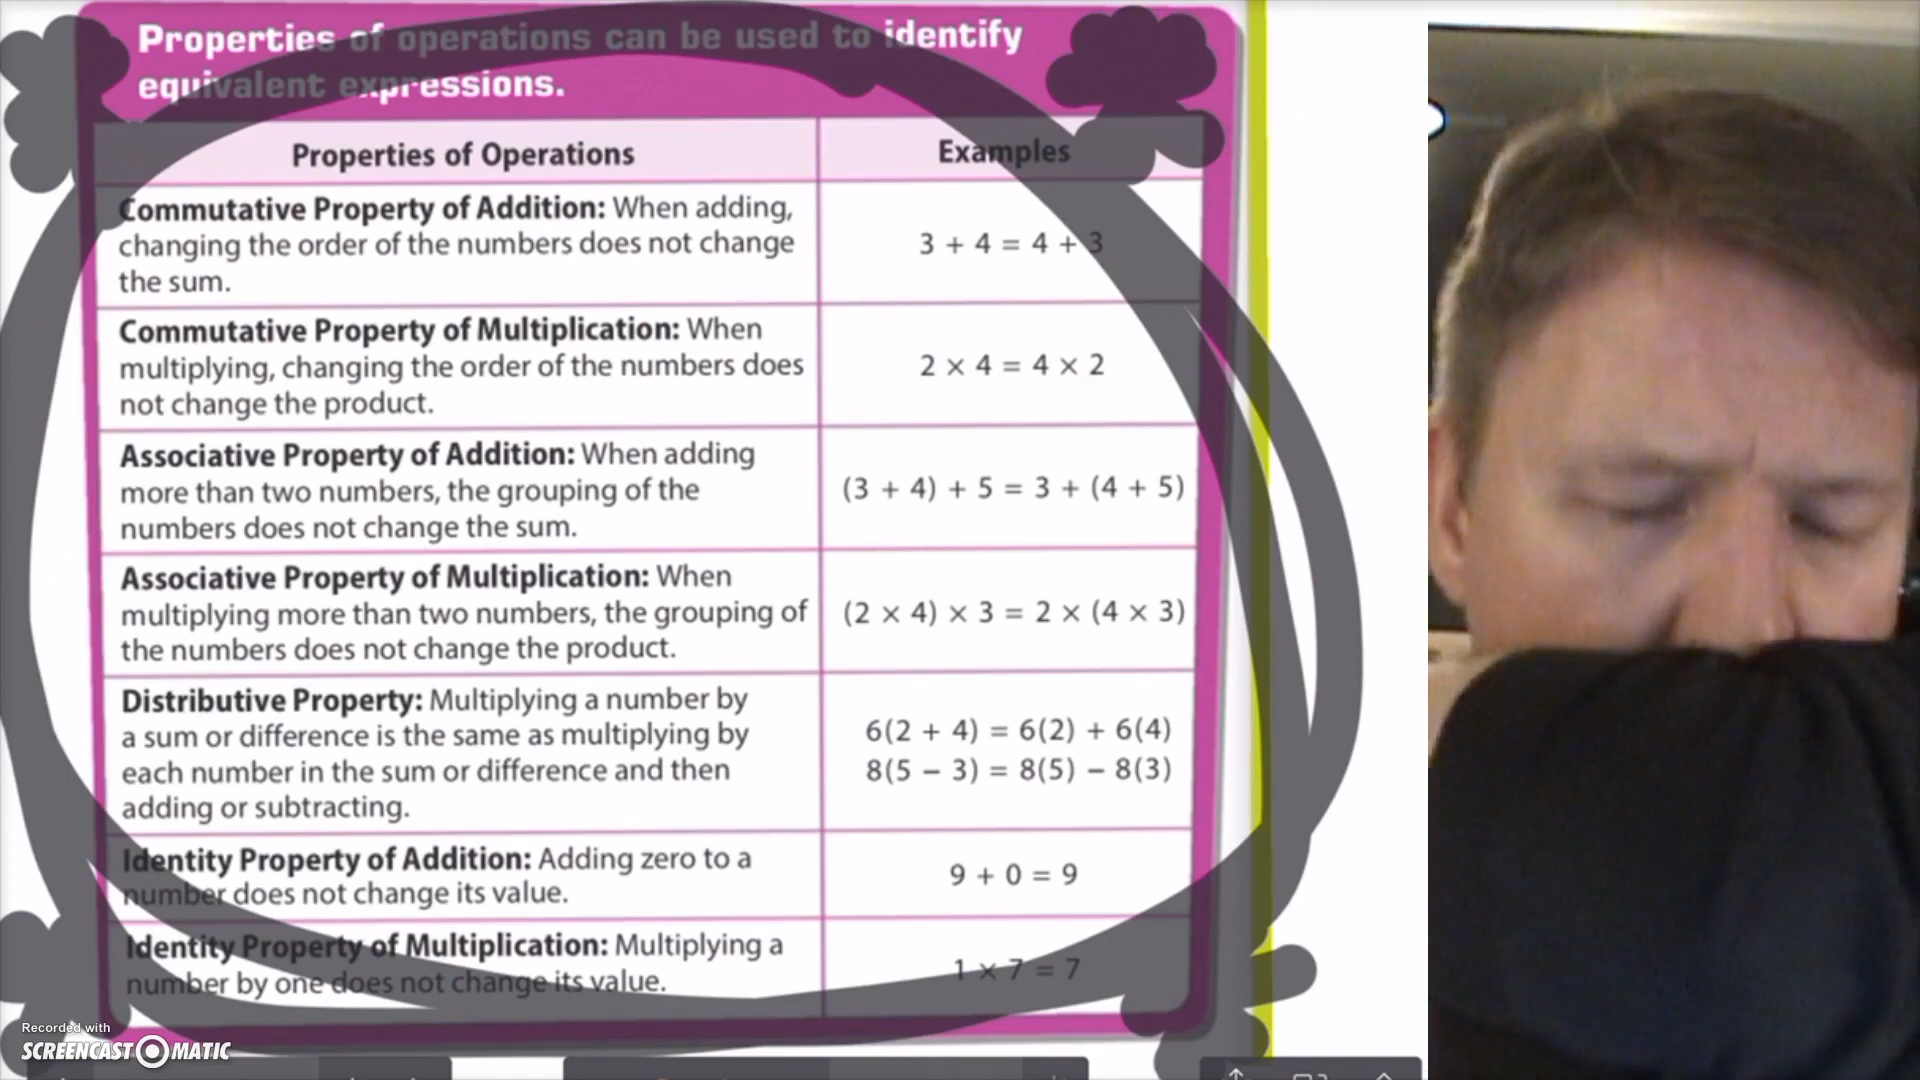 Properties of operations can be used to identify
equivalent expressions.
Properties of Operations
Examples
Commutative Property of Addition: When adding,
changing the order of the numbers does not change
the sum.
3 + 4 = 4 + 3
Commutative Property of Multiplication: When
multiplying, changing the order of the numbers does
not change the product.
2 × 4 = 4 × 2
Associative Property of Addition: When adding
more than two numbers, the grouping of the
numbers does not change the sum.
(3 + 4) + 5 = 3 + (4 + 5)
Associative Property of Multiplication: When
multiplying more than two numbers, the grouping of
the numbers does not change the product.
(2 × 4) × 3 = 2 × (4 × 3)
Distributive Property: Multiplying a number by
a sum or difference is the same as multiplying by
each number in the sum or difference and then
adding or subtracting.
6(2 + 4) = 6(2) + 6(4)
8(5 − 3) = 8(5) − 8(3)
Identity Property of Addition: Adding zero to a
number does not change its value.
9 + 0 = 9
Identity Property of Multiplication: Multiplying a
number by one does not change its value.
1 × 7 = 7
Recorded with
SCREENCAST O MATIC